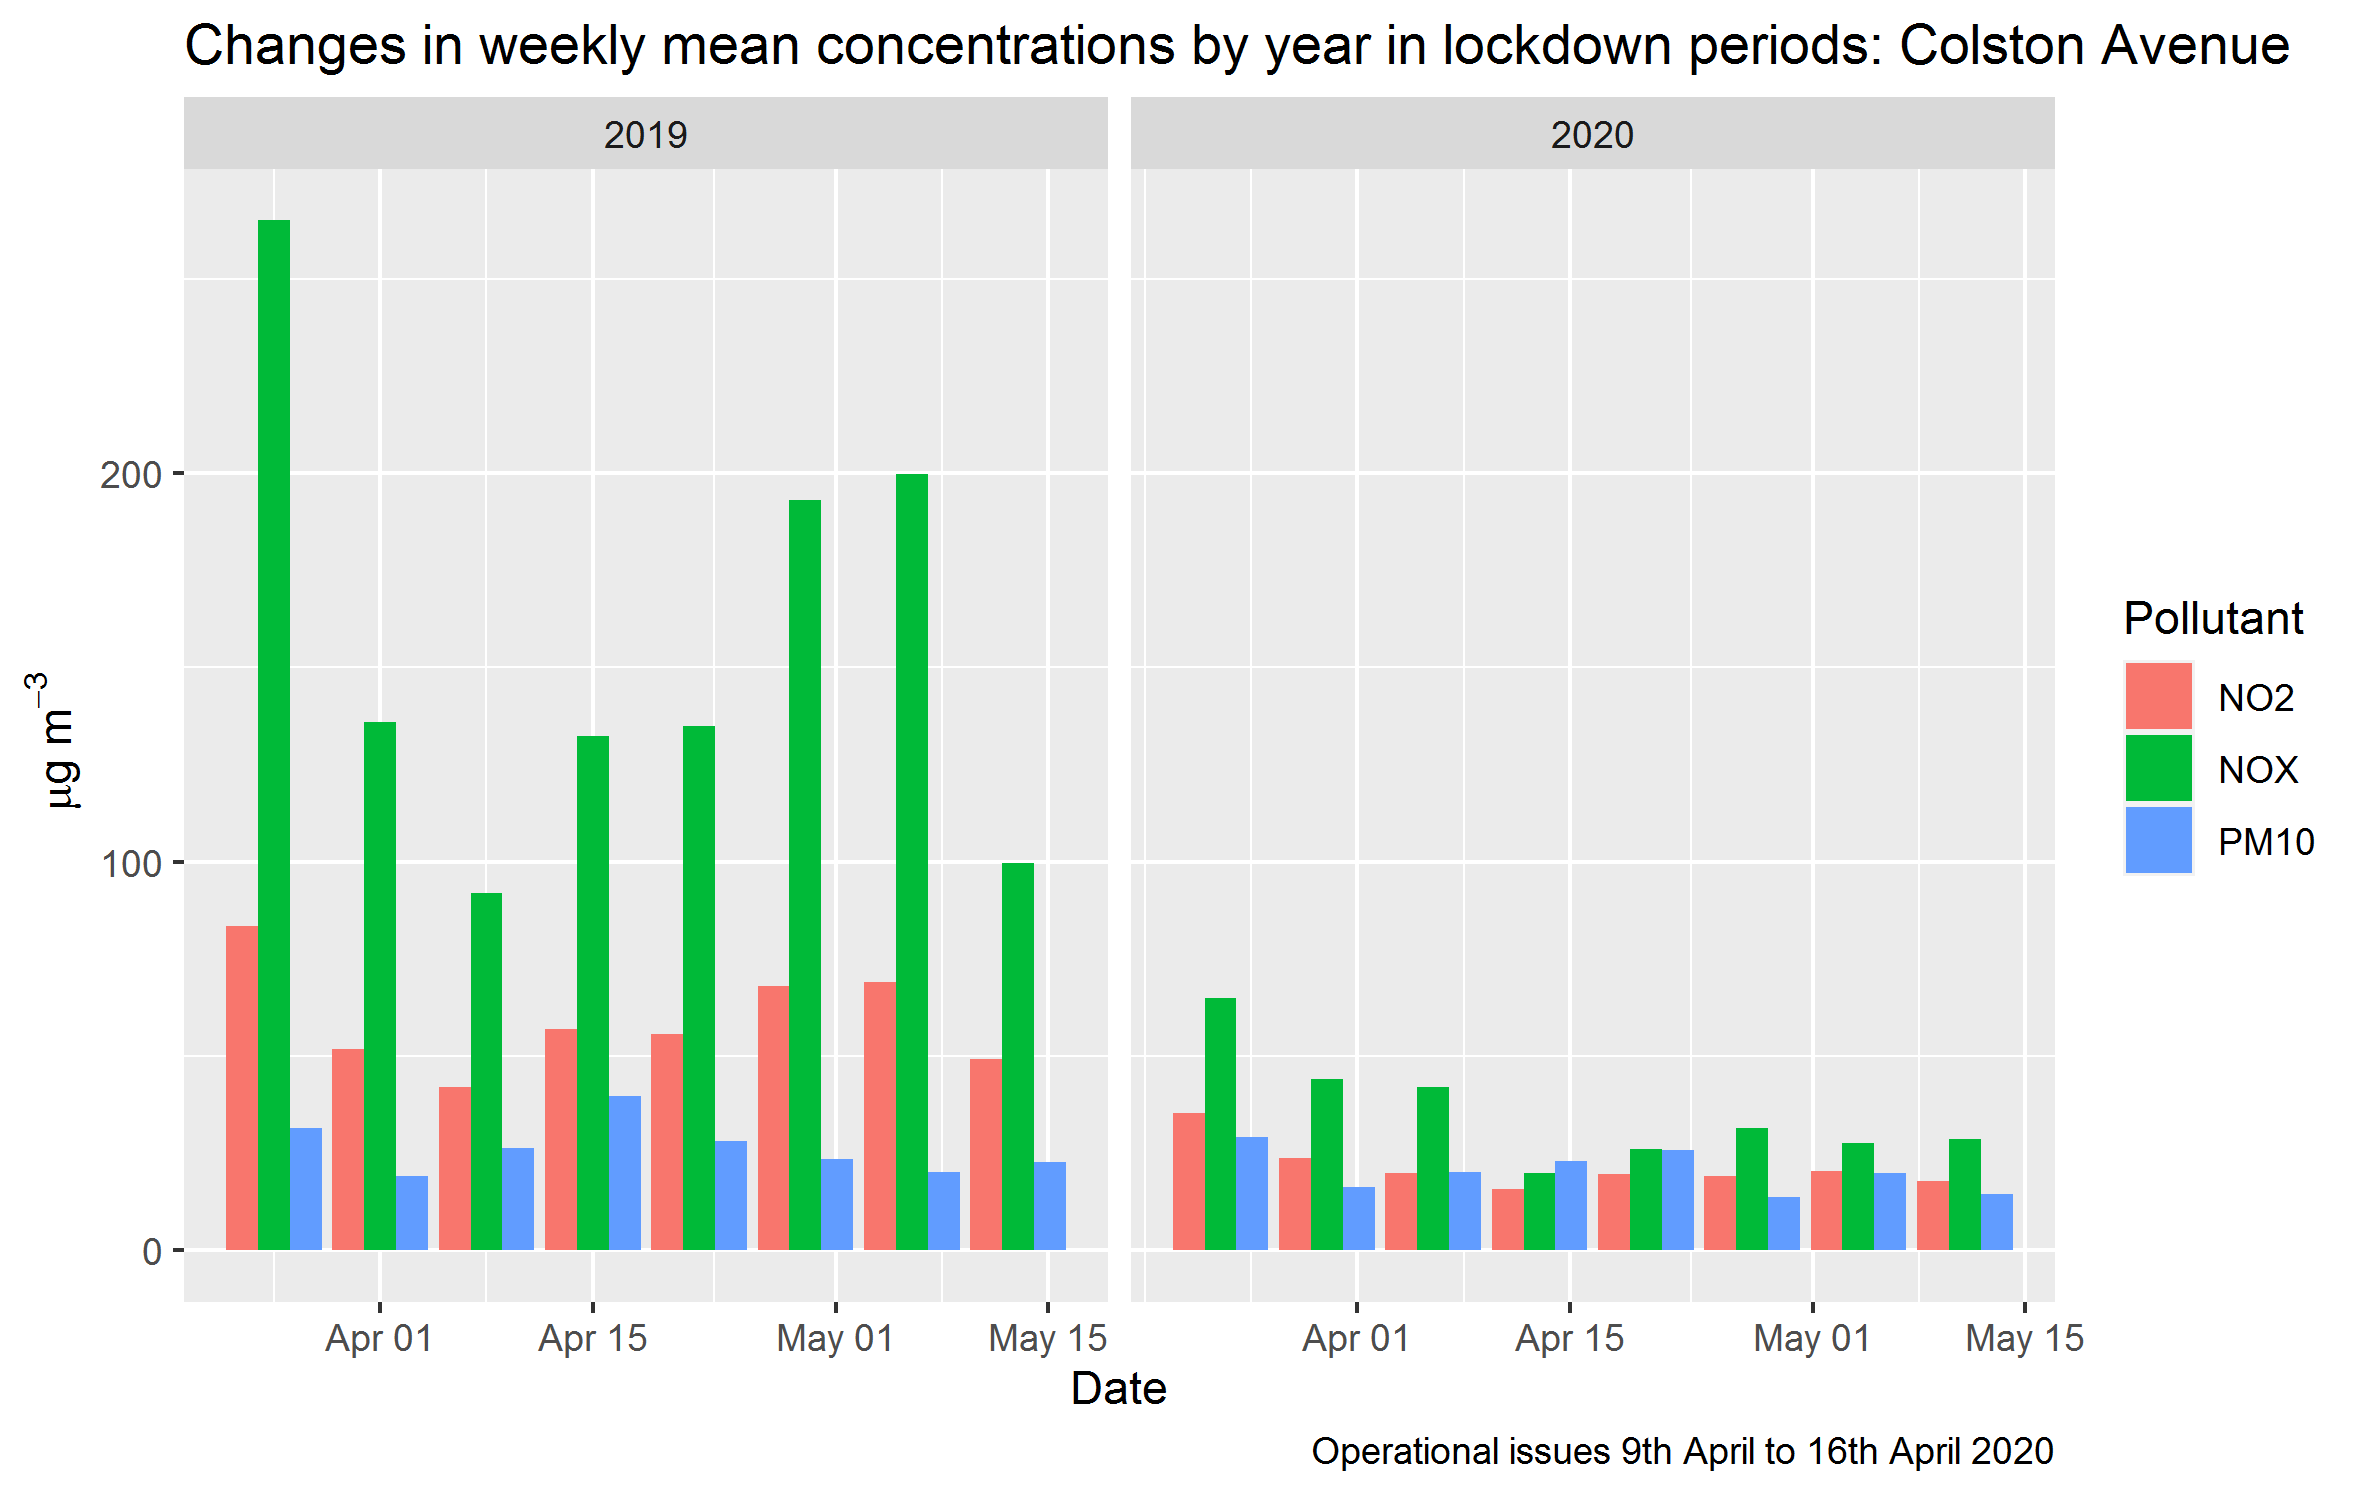 Changes in weekly mean concentrations by year in lockdown periods: Colston Avenue
2019
2020
200
100
0
µg m⁻³
Apr 01
Apr 15
May 01
May 15
Apr 01
Apr 15
May 01
May 15
Date
Pollutant
NO2
NOX
PM10
Operational issues 9th April to 16th April 2020